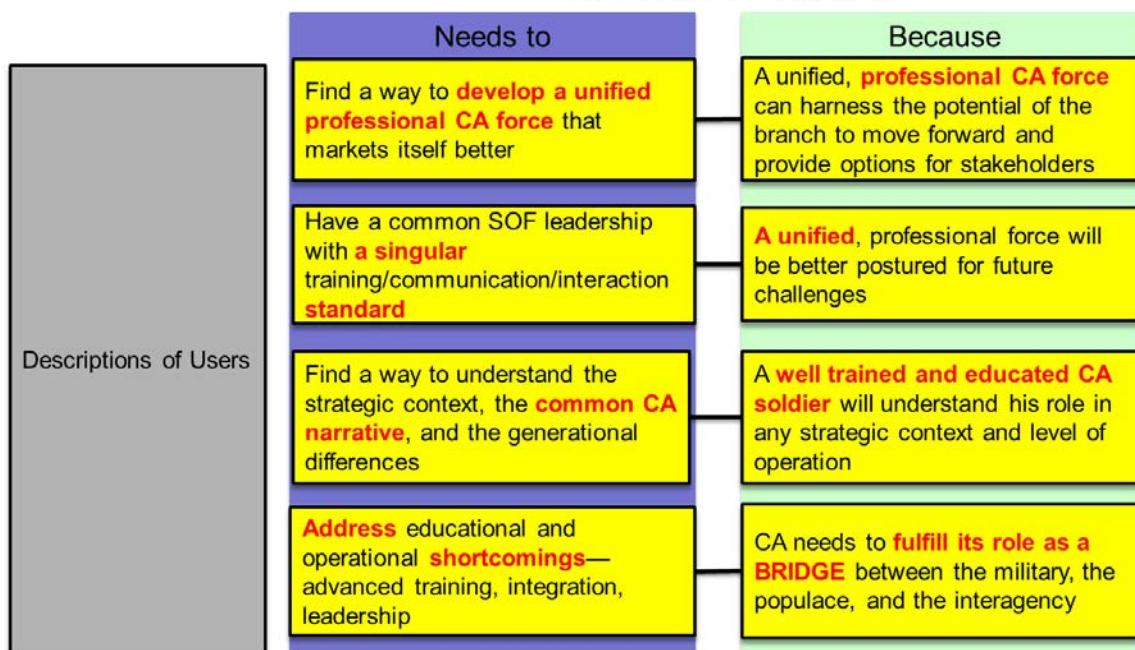 Needs to
Because
Descriptions of Users
Find a way to develop a unified
professional CA force that
markets itself better
A unified, professional CA force
can harness the potential of the
branch to move forward and
provide options for stakeholders
Have a common SOF leadership
with a singular
training/communication/interaction
standard
A unified, professional force will
be better postured for future
challenges
Find a way to understand the
strategic context, the common CA
narrative, and the generational
differences
A well trained and educated CA
soldier will understand his role in
any strategic context and level of
operation
Address educational and
operational shortcomings—
advanced training, integration,
leadership
CA needs to fulfill its role as a
BRIDGE between the military, the
populace, and the interagency